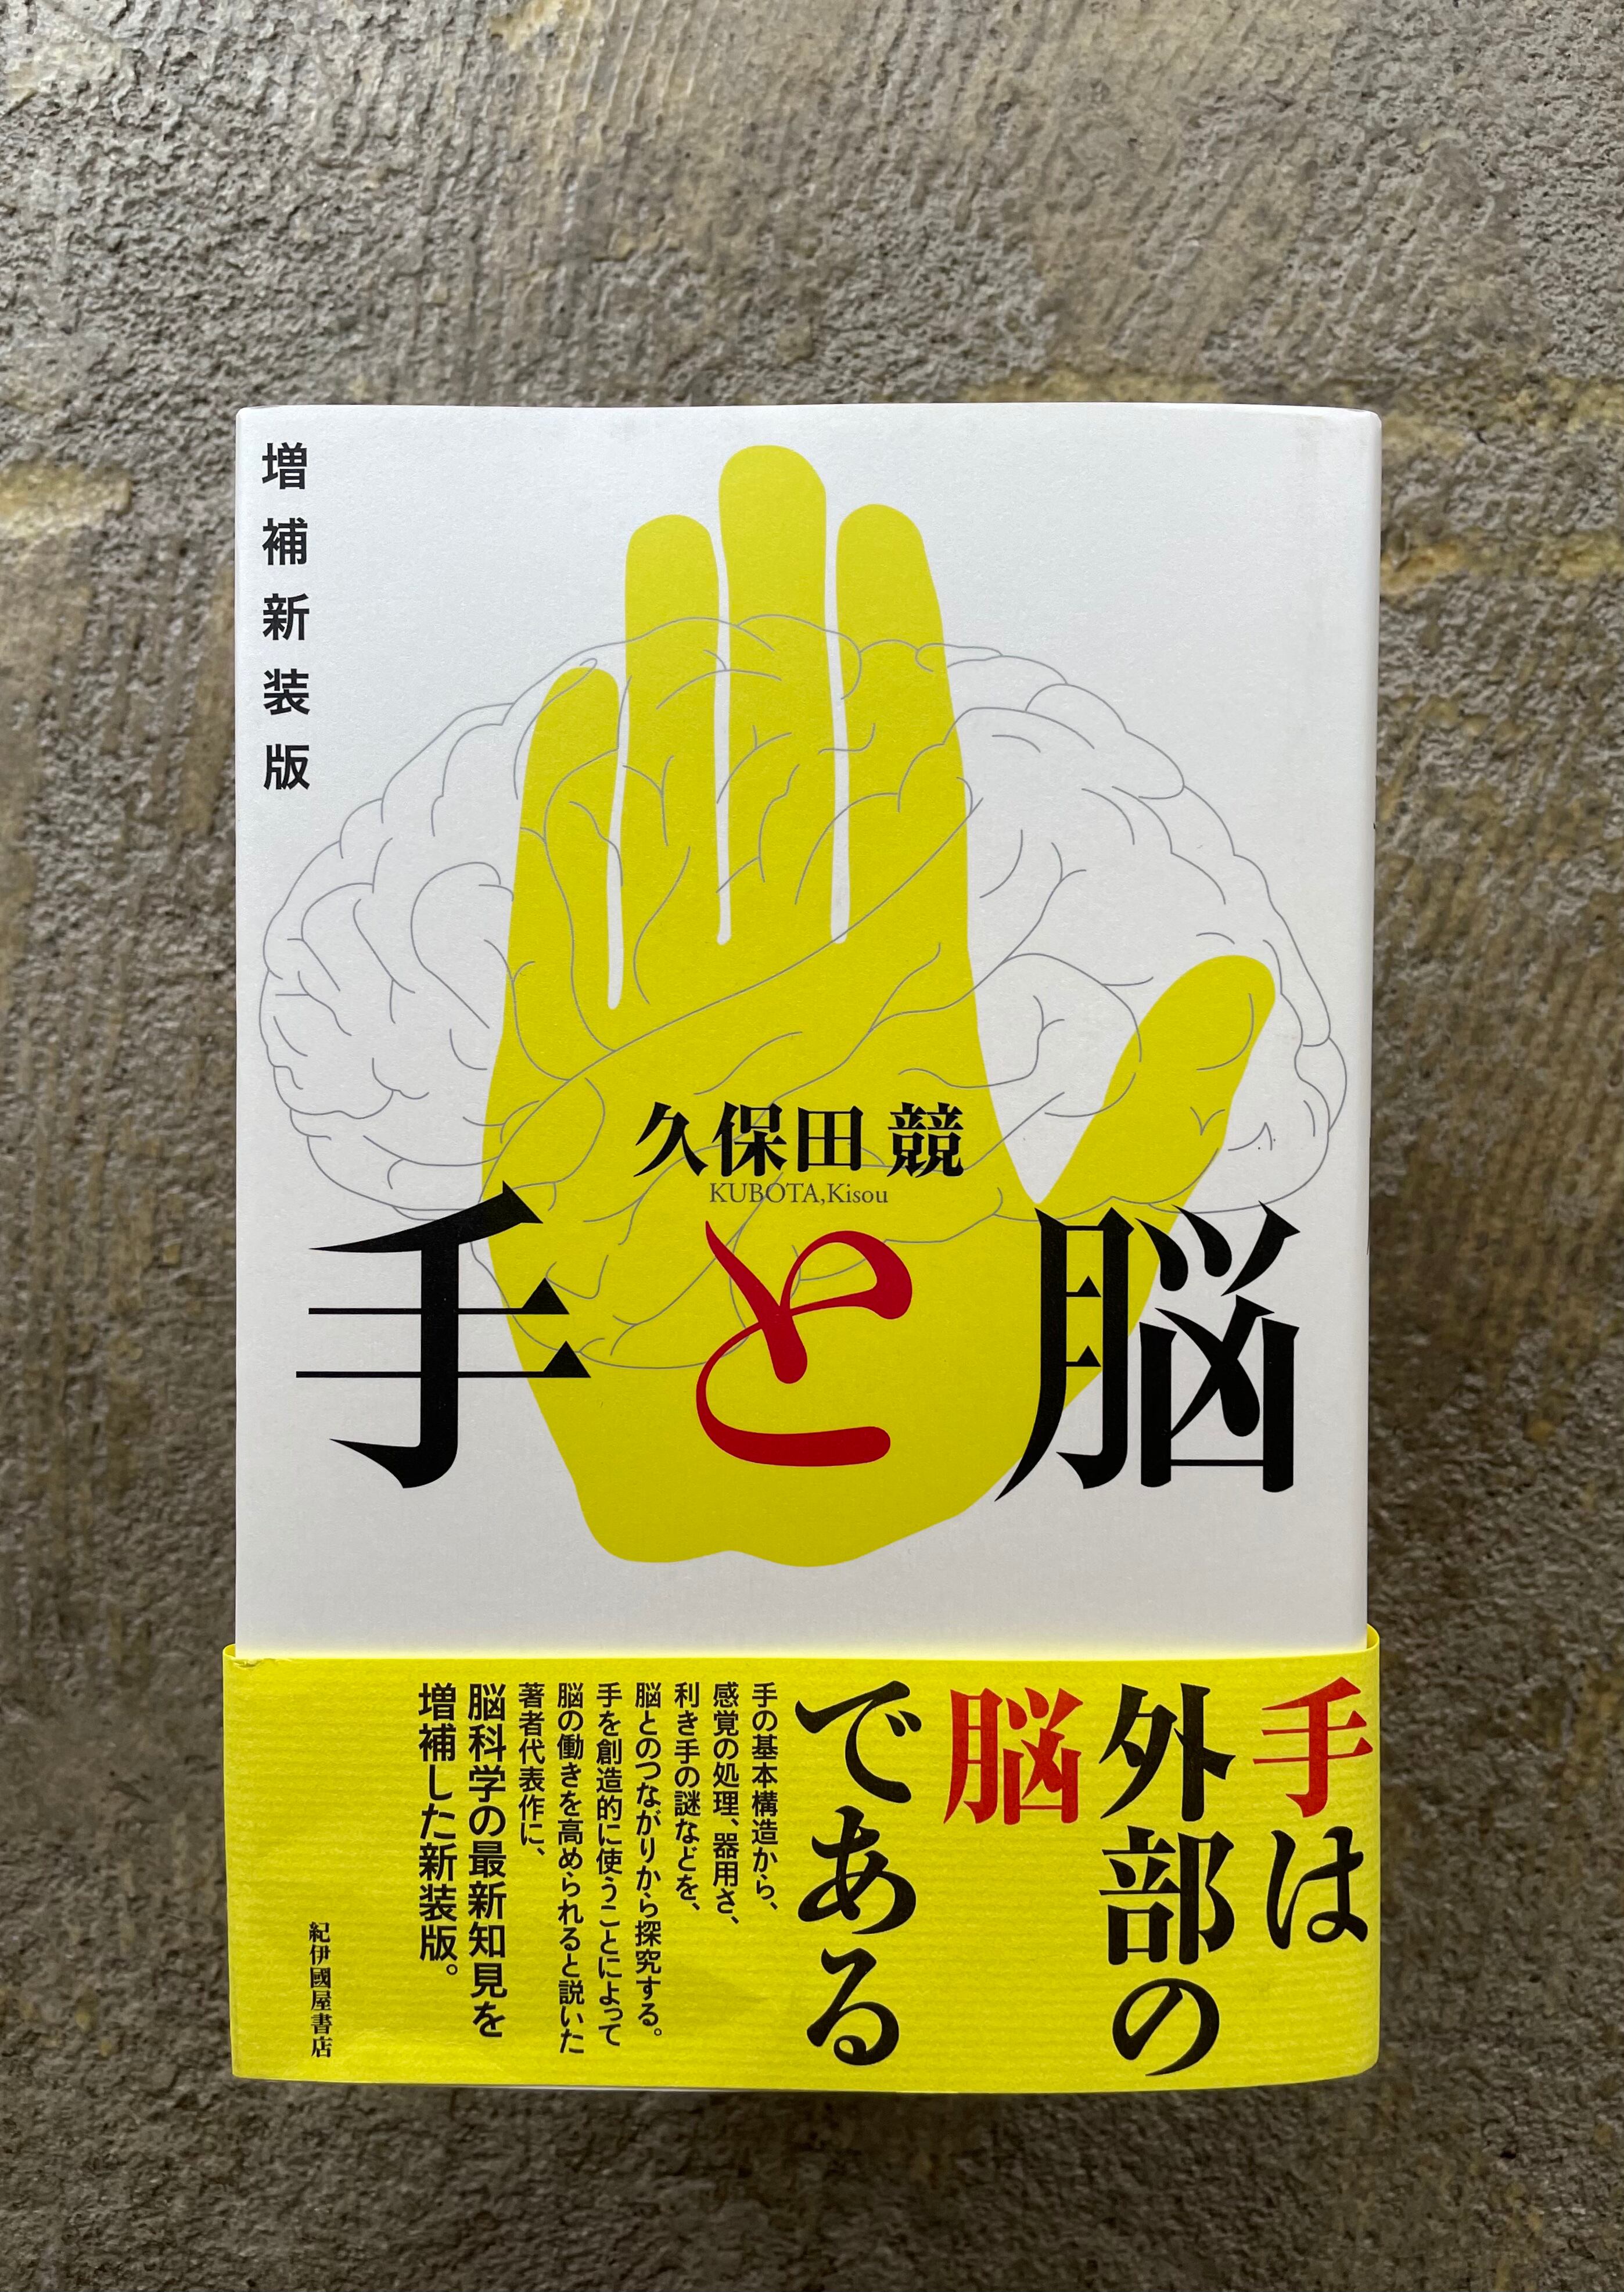 増補新装版
久保田 競
KUBOTA,Kisou
手と脳
手は
外部の
脳
である
手の基本構造から、
感覚の処理、器用さ、
利き手の謎などを、
脳とのつながりから探究する。
手を創造的に使うことによって
脳の働きを高められると説いた
著者代表作に、
脳科学の最新知見を
増補した新装版。
紀伊國屋書店